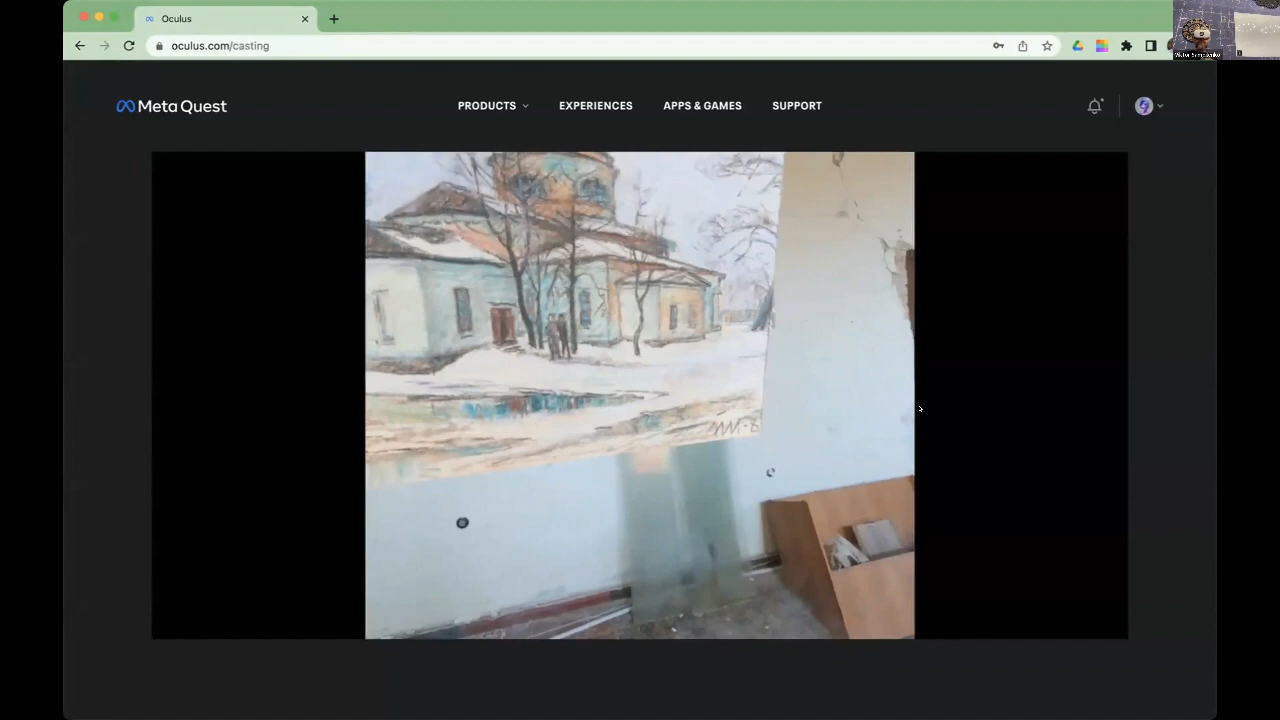 Oculus
oculus.com/casting
Meta Quest
PRODUCTS
EXPERIENCES
APPS & GAMES
SUPPORT